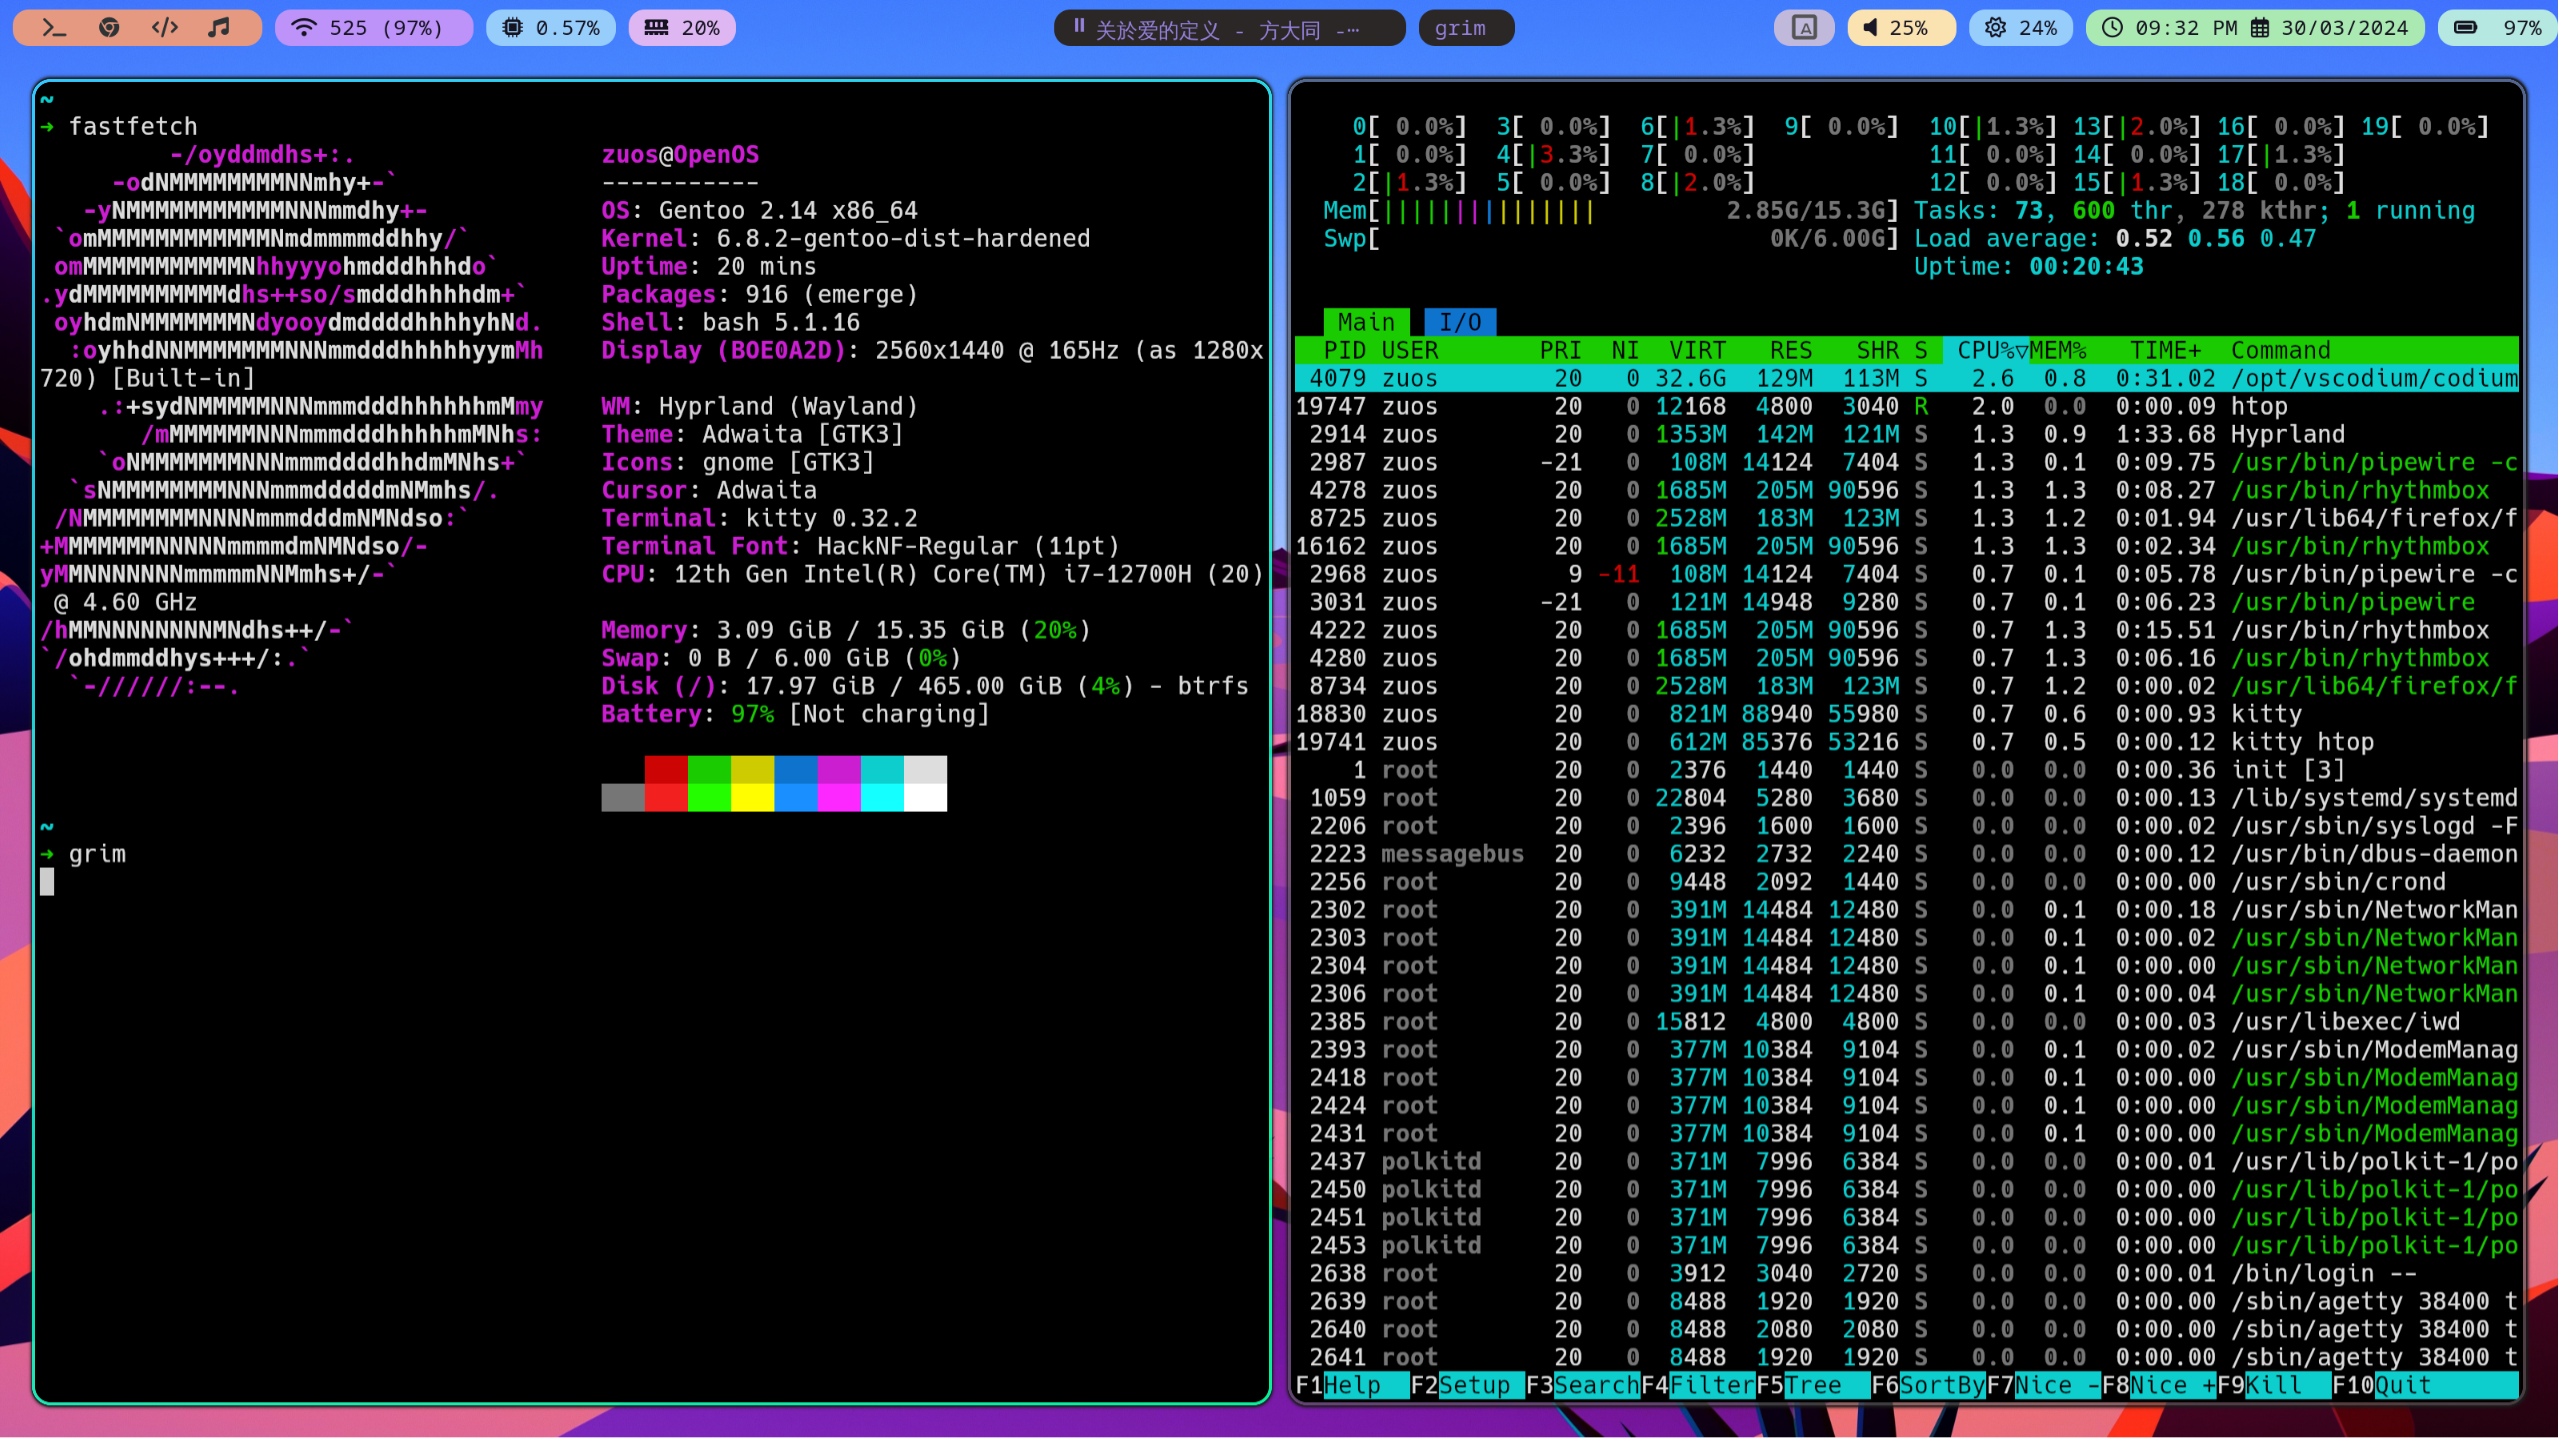 525 (97%) 0.57% 20% 关於爱的定义 - 方大同 -… grim A 25% 24% 09:32 PM 30/03/2024 97%
~
→ fastfetch
-/oyddmdhs+:. zuos@OpenOS
-odNMMMMMMMMNNmhy+-` -----------
-yNMMMMMMMMMMMNNNmmdhy+- OS: Gentoo 2.14 x86_64
`omMMMMMMMMMMMMNmdmmmmddhhy/` Kernel: 6.8.2-gentoo-dist-hardened
omMMMMMMMMMMMNhhyyyohmdddhhhdo` Uptime: 20 mins
.ydMMMMMMMMMMdhs++so/smdddhhhhdm+` Packages: 916 (emerge)
oyhdmNMMMMMMMNdyooydmddddhhhhyhNd. Shell: bash 5.1.16
:oyhhdNNMMMMMMMNNNmmdddhhhhhyymMh Display (BOE0A2D): 2560x1440 @ 165Hz (as 1280x
720) [Built-in]
.:+sydNMMMMMNNNmmmdddhhhhhhmMmy WM: Hyprland (Wayland)
/mMMMMMMNNNmmmdddhhhhhmMNhs: Theme: Adwaita [GTK3]
`oNMMMMMMMNNNmmmddddhhdmMNhs+` Icons: gnome [GTK3]
`sNMMMMMMMMNNNmmmdddddmNMmhs/. Cursor: Adwaita
/NMMMMMMMMNNNNmmmdddmNMNdso:` Terminal: kitty 0.32.2
+MMMMMMMNNNNNmmmmdmNMNdso/- Terminal Font: HackNF-Regular (11pt)
yMMNNNNNNNmmmmmNNMmhs+/-` CPU: 12th Gen Intel(R) Core(TM) i7-12700H (20)
@ 4.60 GHz
/hMMNNNNNNNNMNdhs++/-` Memory: 3.09 GiB / 15.35 GiB (20%)
`/ohdmmddhys+++/:.` Swap: 0 B / 6.00 GiB (0%)
`-//////:--. Disk (/): 17.97 GiB / 465.00 GiB (4%) - btrfs
Battery: 97% [Not charging]
~
→ grim
0[ 0.0%] 3[ 0.0%] 6[|1.3%] 9[ 0.0%] 10[|1.3%] 13[|2.0%] 16[ 0.0%] 19[ 0.0%]
1[ 0.0%] 4[|3.3%] 7[ 0.0%] 11[ 0.0%] 14[ 0.0%] 17[|1.3%]
2[|1.3%] 5[ 0.0%] 8[|2.0%] 12[ 0.0%] 15[|1.3%] 18[ 0.0%]
Mem[||||||||||||||| 2.85G/15.3G] Tasks: 73, 600 thr, 278 kthr; 1 running
Swp[ 0K/6.00G] Load average: 0.52 0.56 0.47
Uptime: 00:20:43
Main I/O
PID USER PRI NI VIRT RES SHR S CPU%▽MEM% TIME+ Command
4079 zuos 20 0 32.6G 129M 113M S 2.6 0.8 0:31.02 /opt/vscodium/codium
19747 zuos 20 0 12168 4800 3040 R 2.0 0.0 0:00.09 htop
2914 zuos 20 0 1353M 142M 121M S 1.3 0.9 1:33.68 Hyprland
2987 zuos -21 0 108M 14124 7404 S 1.3 0.1 0:09.75 /usr/bin/pipewire -c
4278 zuos 20 0 1685M 205M 90596 S 1.3 1.3 0:08.27 /usr/bin/rhythmbox
8725 zuos 20 0 2528M 183M 123M S 1.3 1.2 0:01.94 /usr/lib64/firefox/f
16162 zuos 20 0 1685M 205M 90596 S 1.3 1.3 0:02.34 /usr/bin/rhythmbox
2968 zuos 9 -11 108M 14124 7404 S 0.7 0.1 0:05.78 /usr/bin/pipewire -c
3031 zuos -21 0 121M 14948 9280 S 0.7 0.1 0:06.23 /usr/bin/pipewire
4222 zuos 20 0 1685M 205M 90596 S 0.7 1.3 0:15.51 /usr/bin/rhythmbox
4280 zuos 20 0 1685M 205M 90596 S 0.7 1.3 0:06.16 /usr/bin/rhythmbox
8734 zuos 20 0 2528M 183M 123M S 0.7 1.2 0:00.02 /usr/lib64/firefox/f
18830 zuos 20 0 821M 88940 55980 S 0.7 0.6 0:00.93 kitty
19741 zuos 20 0 612M 85376 53216 S 0.7 0.5 0:00.12 kitty htop
1 root 20 0 2376 1440 1440 S 0.0 0.0 0:00.36 init [3]
1059 root 20 0 22804 5280 3680 S 0.0 0.0 0:00.13 /lib/systemd/systemd
2206 root 20 0 2396 1600 1600 S 0.0 0.0 0:00.02 /usr/sbin/syslogd -F
2223 messagebus 20 0 6232 2732 2240 S 0.0 0.0 0:00.12 /usr/bin/dbus-daemon
2256 root 20 0 9448 2092 1440 S 0.0 0.0 0:00.00 /usr/sbin/crond
2302 root 20 0 391M 14484 12480 S 0.0 0.1 0:00.18 /usr/sbin/NetworkMan
2303 root 20 0 391M 14484 12480 S 0.0 0.1 0:00.02 /usr/sbin/NetworkMan
2304 root 20 0 391M 14484 12480 S 0.0 0.1 0:00.00 /usr/sbin/NetworkMan
2306 root 20 0 391M 14484 12480 S 0.0 0.1 0:00.04 /usr/sbin/NetworkMan
2385 root 20 0 15812 4800 4800 S 0.0 0.0 0:00.03 /usr/libexec/iwd
2393 root 20 0 377M 10384 9104 S 0.0 0.1 0:00.02 /usr/sbin/ModemManag
2418 root 20 0 377M 10384 9104 S 0.0 0.1 0:00.00 /usr/sbin/ModemManag
2424 root 20 0 377M 10384 9104 S 0.0 0.1 0:00.00 /usr/sbin/ModemManag
2431 root 20 0 377M 10384 9104 S 0.0 0.1 0:00.00 /usr/sbin/ModemManag
2437 polkitd 20 0 371M 7996 6384 S 0.0 0.0 0:00.01 /usr/lib/polkit-1/po
2450 polkitd 20 0 371M 7996 6384 S 0.0 0.0 0:00.00 /usr/lib/polkit-1/po
2451 polkitd 20 0 371M 7996 6384 S 0.0 0.0 0:00.00 /usr/lib/polkit-1/po
2453 polkitd 20 0 371M 7996 6384 S 0.0 0.0 0:00.00 /usr/lib/polkit-1/po
2638 root 20 0 3912 3040 2720 S 0.0 0.0 0:00.01 /bin/login --
2639 root 20 0 8488 1920 1920 S 0.0 0.0 0:00.00 /sbin/agetty 38400 t
2640 root 20 0 8488 2080 2080 S 0.0 0.0 0:00.00 /sbin/agetty 38400 t
2641 root 20 0 8488 1920 1920 S 0.0 0.0 0:00.00 /sbin/agetty 38400 t
F1Help F2Setup F3SearchF4FilterF5Tree F6SortByF7Nice -F8Nice +F9Kill F10Quit